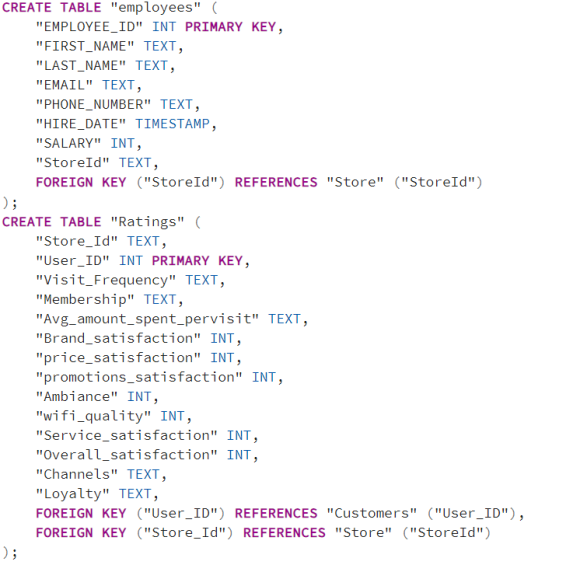 CREATE TABLE "employees" (
    "EMPLOYEE_ID" INT PRIMARY KEY,
    "FIRST_NAME" TEXT,
    "LAST_NAME" TEXT,
    "EMAIL" TEXT,
    "PHONE_NUMBER" TEXT,
    "HIRE_DATE" TIMESTAMP,
    "SALARY" INT,
    "StoreId" TEXT,
    FOREIGN KEY ("StoreId") REFERENCES "Store" ("StoreId")
);
CREATE TABLE "Ratings" (
    "Store_Id" TEXT,
    "User_ID" INT PRIMARY KEY,
    "Visit_Frequency" TEXT,
    "Membership" TEXT,
    "Avg_amount_spent_pervisit" TEXT,
    "Brand_satisfaction" INT,
    "price_satisfaction" INT,
    "promotions_satisfaction" INT,
    "Ambiance" INT,
    "wifi_quality" INT,
    "Service_satisfaction" INT,
    "Overall_satisfaction" INT,
    "Channels" TEXT,
    "Loyalty" TEXT,
    FOREIGN KEY ("User_ID") REFERENCES "Customers" ("User_ID"),
    FOREIGN KEY ("Store_Id") REFERENCES "Store" ("StoreId")
);